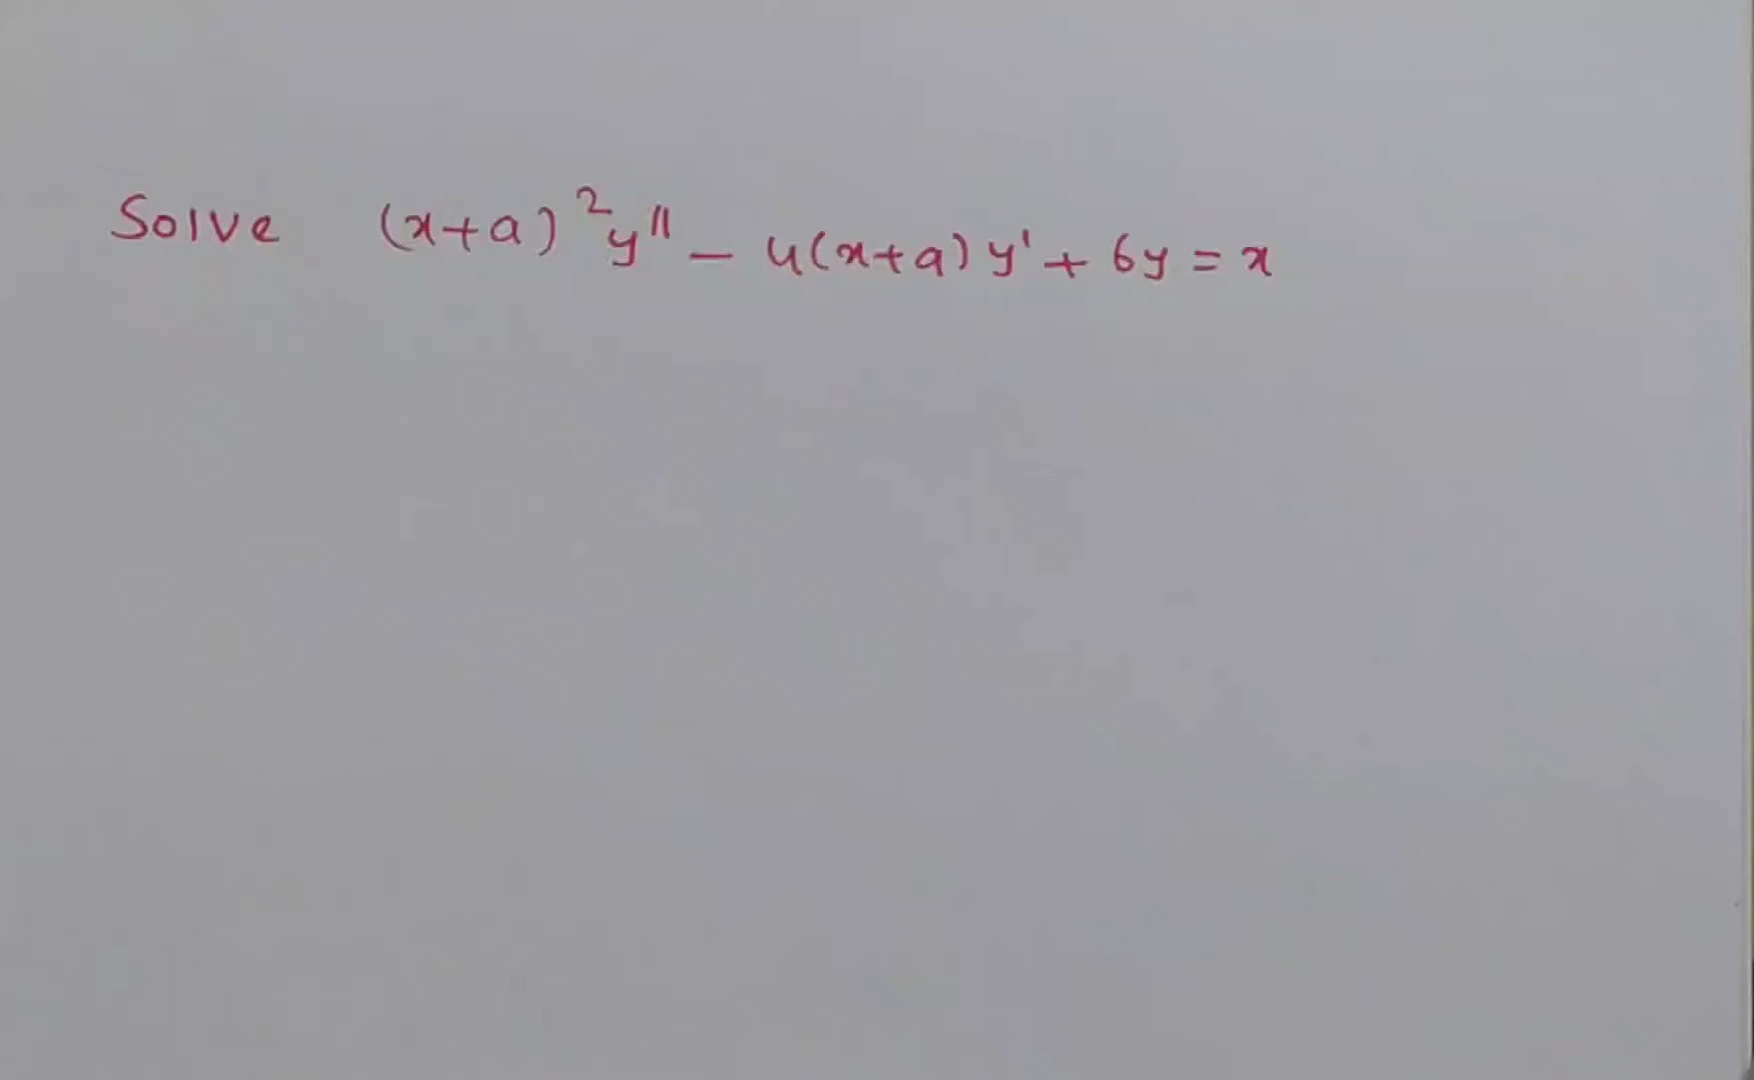 Solve (x+a)²y" - 4(x+a)y' + 6y = x